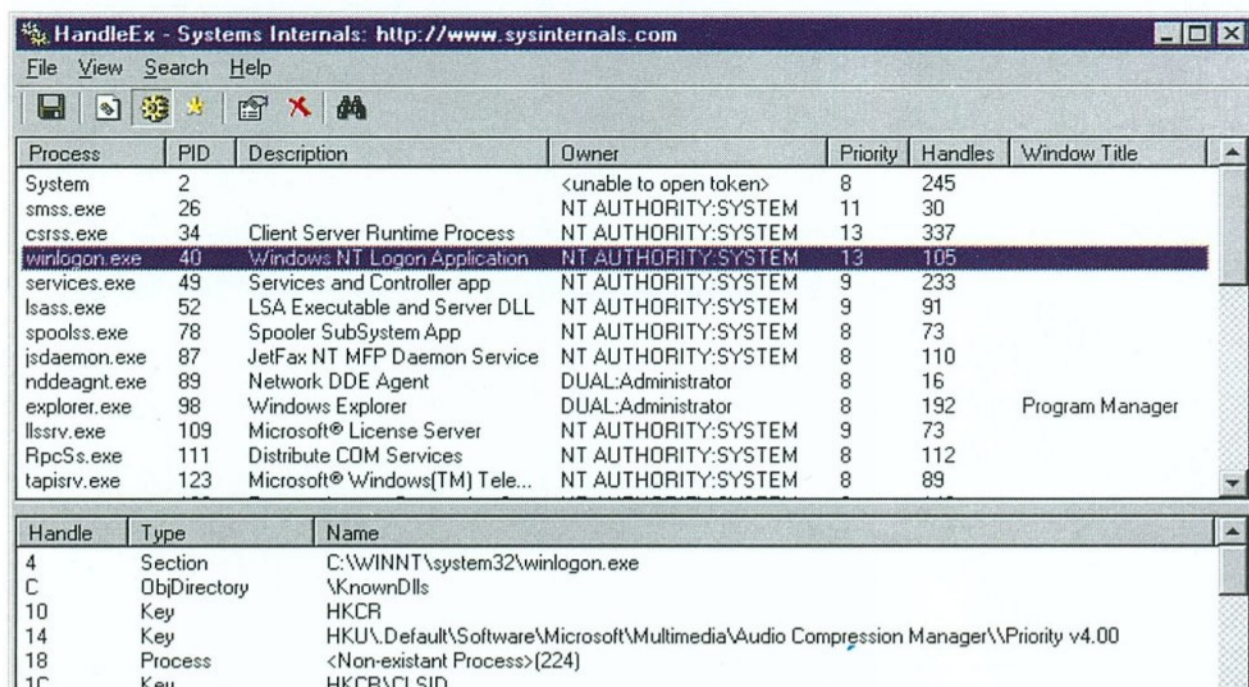 HandleEx - Systems Internals: http://www.sysinternals.com
File View Search Help
Process PID Description Owner Priority Handles Window Title
System 2 <unable to open token> 8 245
smss.exe 26 NT AUTHORITY:SYSTEM 11 30
csrss.exe 34 Client Server Runtime Process NT AUTHORITY:SYSTEM 13 337
winlogon.exe 40 Windows NT Logon Application NT AUTHORITY:SYSTEM 13 105
services.exe 49 Services and Controller app NT AUTHORITY:SYSTEM 9 233
lsass.exe 52 LSA Executable and Server DLL NT AUTHORITY:SYSTEM 9 91
spoolss.exe 78 Spooler SubSystem App NT AUTHORITY:SYSTEM 8 73
jsdaemon.exe 87 JetFax NT MFP Daemon Service NT AUTHORITY:SYSTEM 8 110
nddeagnt.exe 89 Network DDE Agent DUAL:Administrator 8 16
explorer.exe 98 Windows Explorer DUAL:Administrator 8 192 Program Manager
llssrv.exe 109 Microsoft® License Server NT AUTHORITY:SYSTEM 9 73
RpcSs.exe 111 Distribute COM Services NT AUTHORITY:SYSTEM 8 112
tapisrv.exe 123 Microsoft® Windows(TM) Tele... NT AUTHORITY:SYSTEM 8 89
Handle Type Name
4 Section C:\WINNT\system32\winlogon.exe
C ObjDirectory \KnownDlls
10 Key HKCR
14 Key HKU\.Default\Software\Microsoft\Multimedia\Audio Compression Manager\\Priority v4.00
18 Process <Non-existant Process>(224)
1C Key HKCR\CLSID